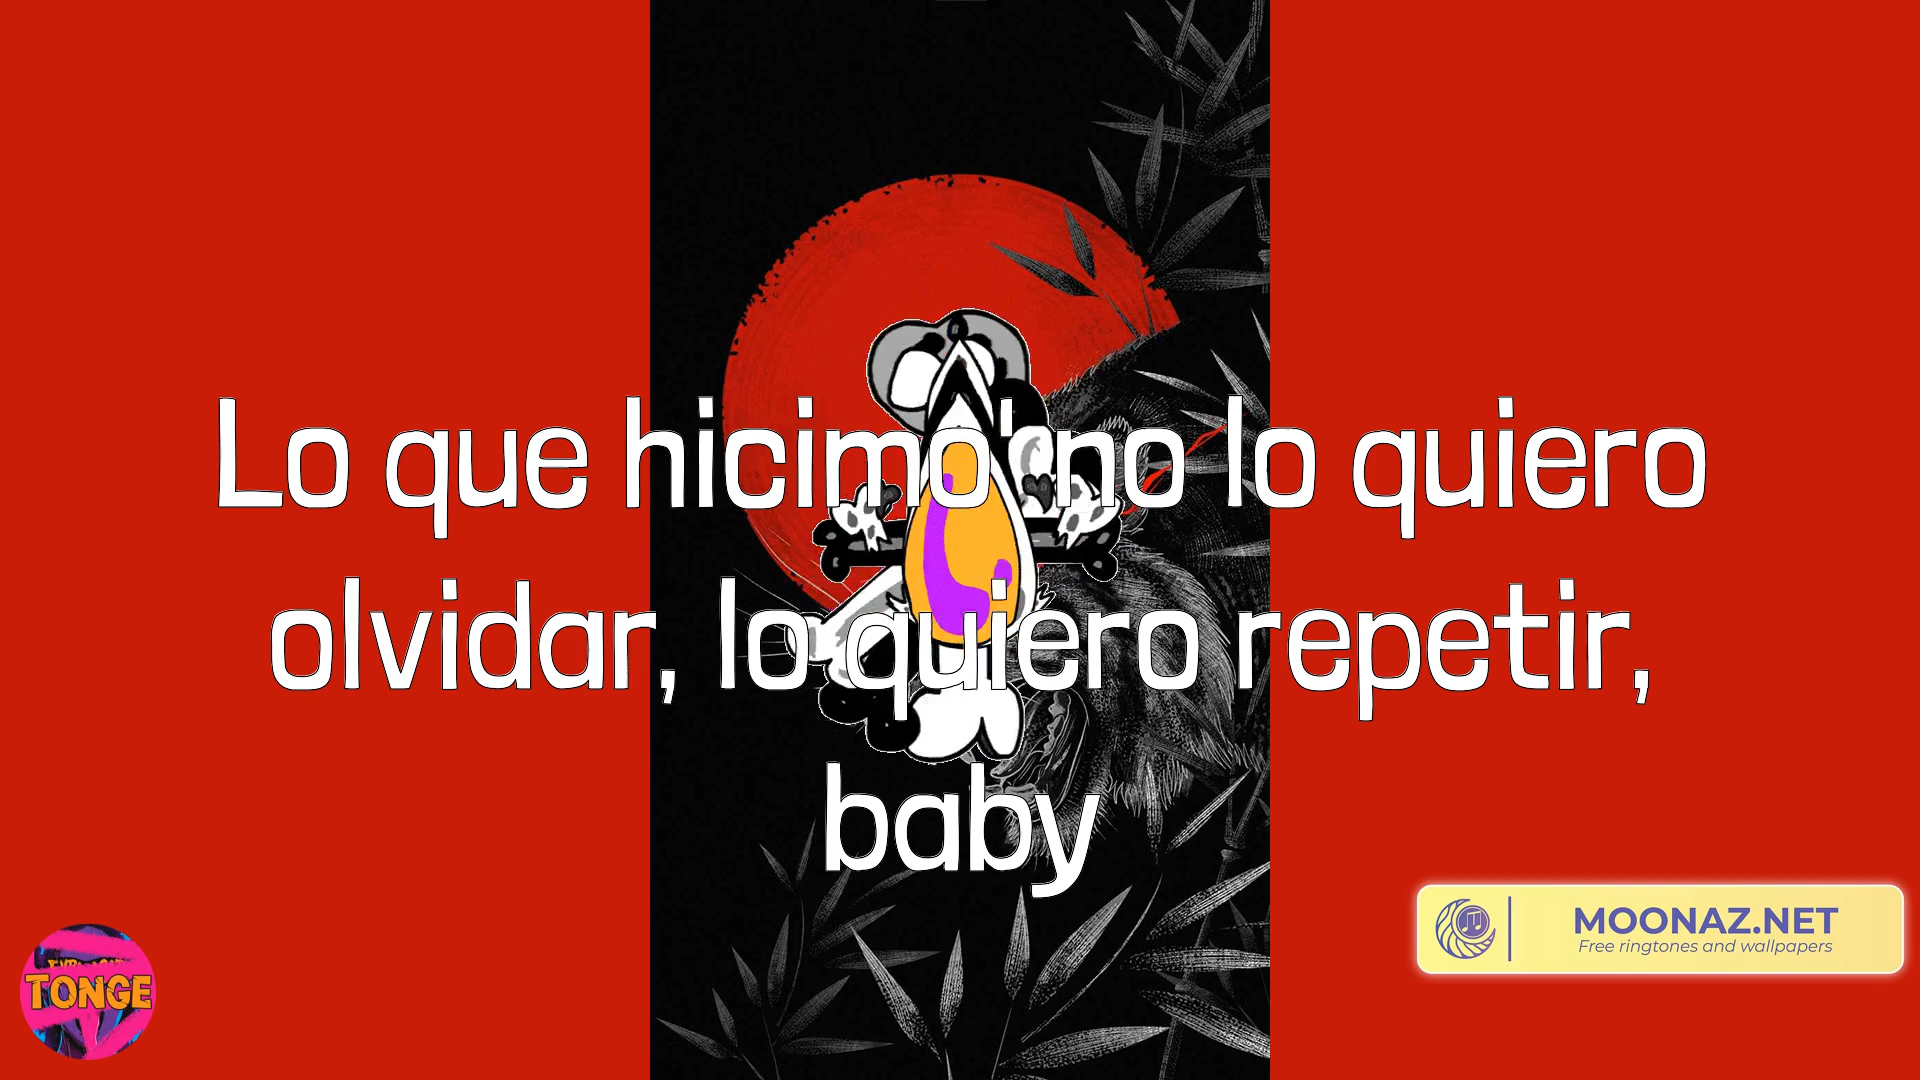 Lo que hicimo' no lo quiero
olvidar, lo quiero repetir,
baby
MOONAZ.NET
Free ringtones and wallpapers
TONGE